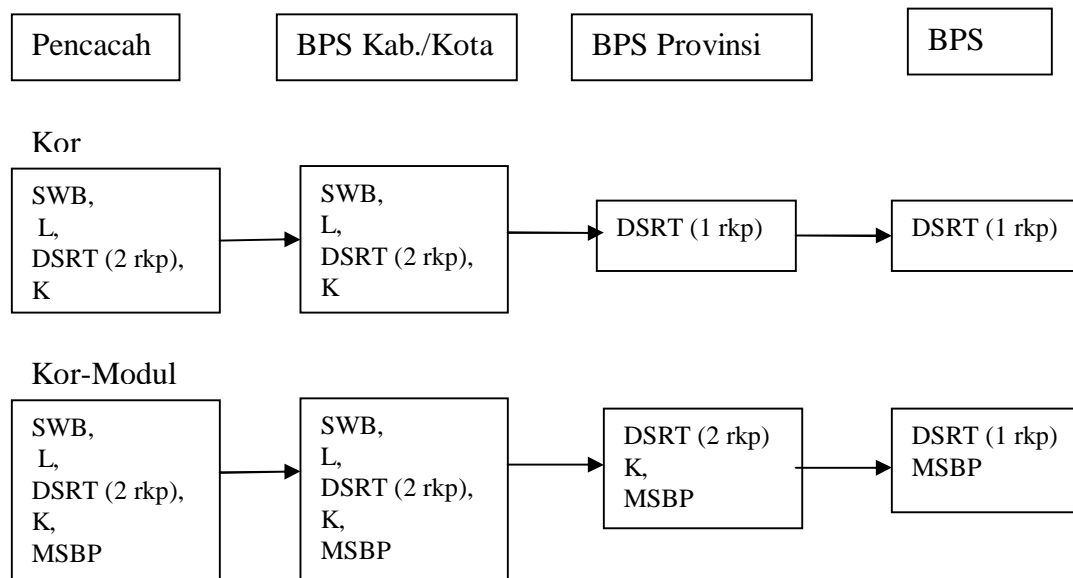 Pencacah
BPS Kab./Kota
BPS Provinsi
BPS
Kor
SWB,
L,
DSRT (2 rkp),
K
SWB,
L,
DSRT (2 rkp),
K
DSRT (1 rkp)
DSRT (1 rkp)
Kor-Modul
SWB,
L,
DSRT (2 rkp),
K,
MSBP
SWB,
L,
DSRT (2 rkp),
K,
MSBP
DSRT (2 rkp)
K,
MSBP
DSRT (1 rkp)
MSBP